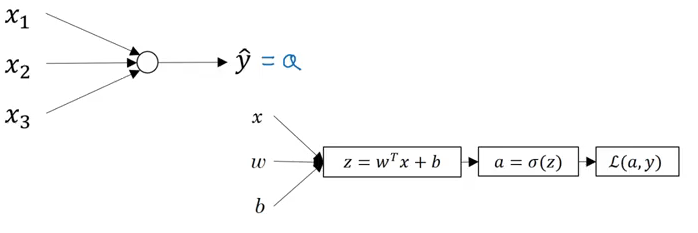 x₁
x₂
x₃
ŷ = a
x
w
b
z = wᵀx + b
a = σ(z)
ℒ(a, y)